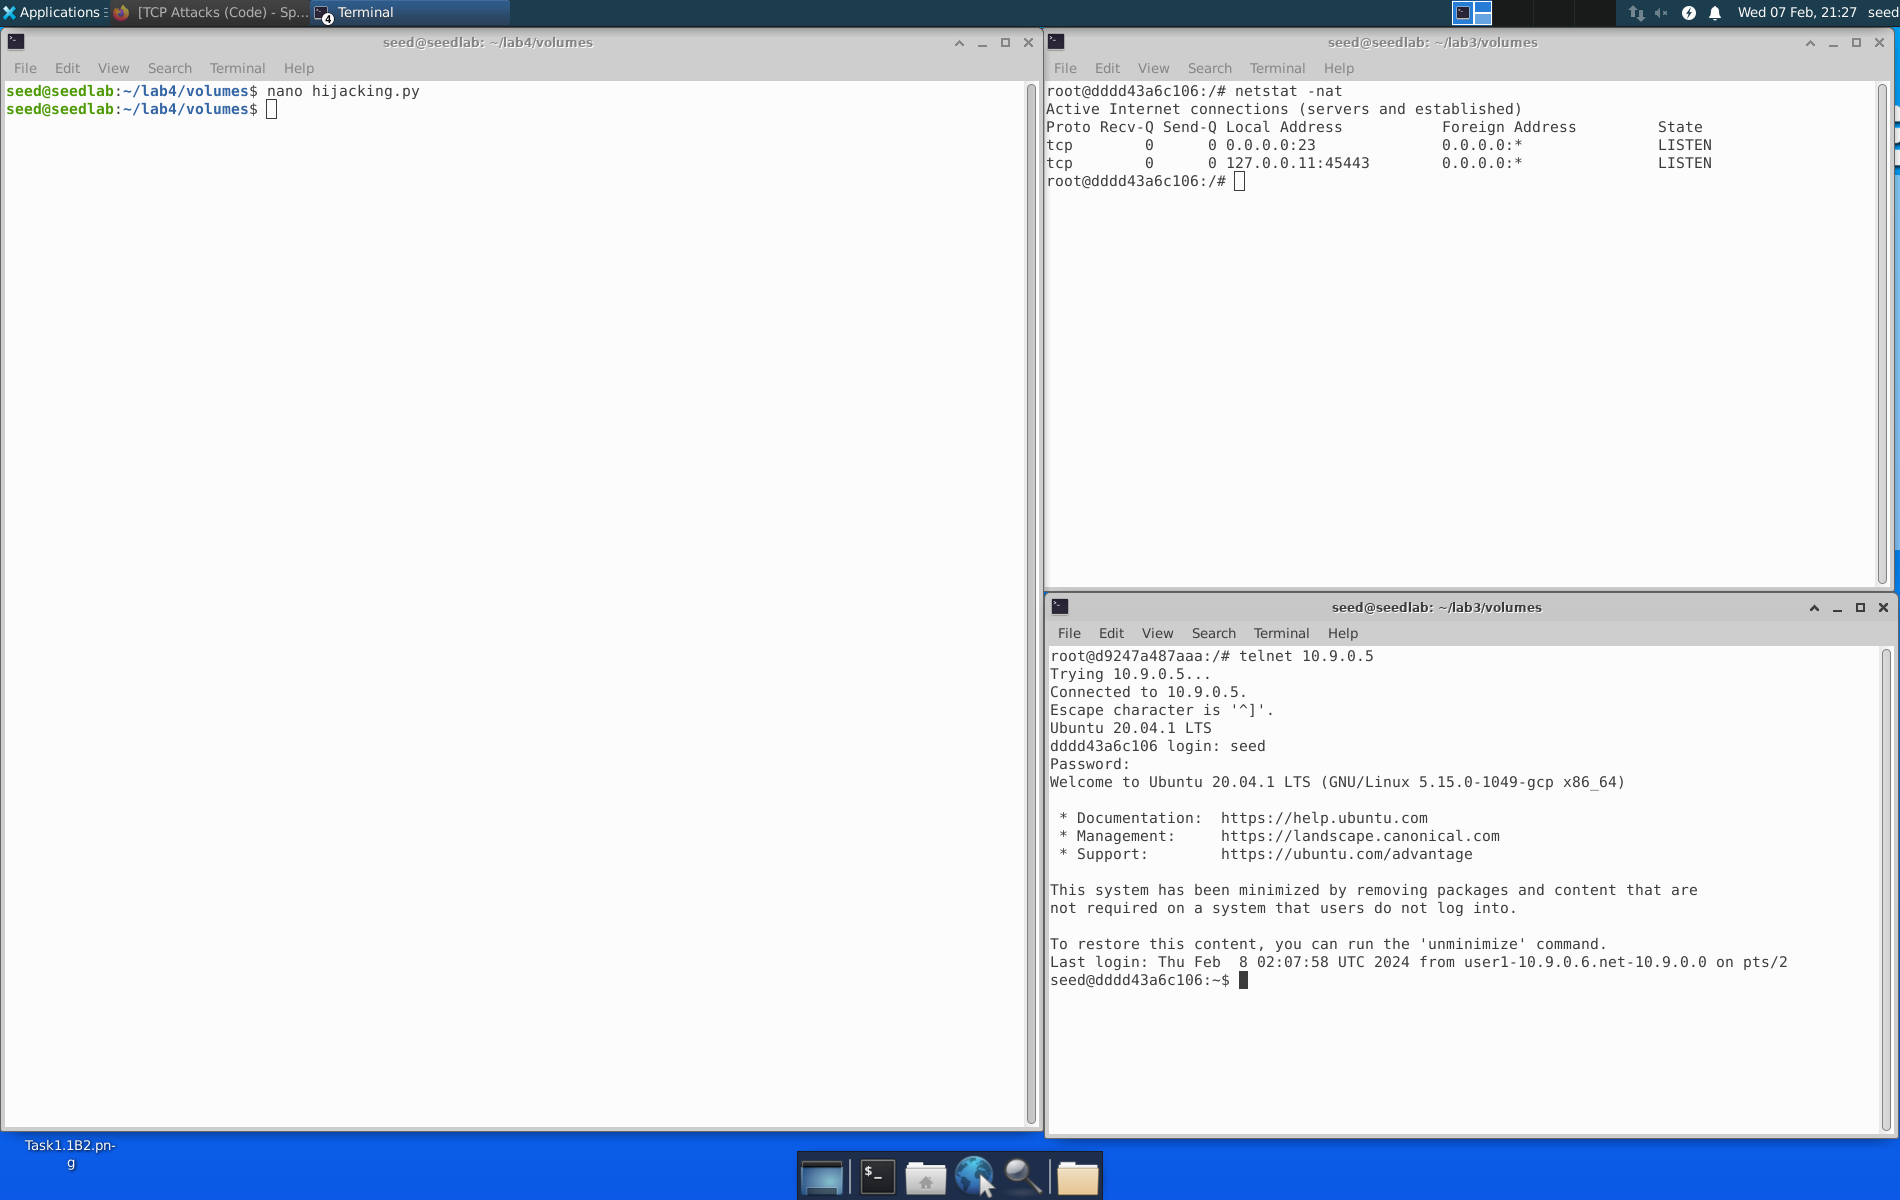 Applications
[TCP Attacks (Code) - Sp...
4
Terminal
Wed 07 Feb, 21:27
seed
seed@seedlab: ~/lab4/volumes
File Edit View Search Terminal Help
seed@seedlab:~/lab4/volumes$ nano hijacking.py
seed@seedlab:~/lab4/volumes$
seed@seedlab: ~/lab3/volumes
File Edit View Search Terminal Help
root@dddd43a6c106:/# netstat -nat
Active Internet connections (servers and established)
Proto Recv-Q Send-Q Local Address           Foreign Address         State
tcp        0      0 0.0.0.0:23              0.0.0.0:*               LISTEN
tcp        0      0 127.0.0.11:45443        0.0.0.0:*               LISTEN
root@dddd43a6c106:/#
seed@seedlab: ~/lab3/volumes
File Edit View Search Terminal Help
root@d9247a487aaa:/# telnet 10.9.0.5
Trying 10.9.0.5...
Connected to 10.9.0.5.
Escape character is '^]'.
Ubuntu 20.04.1 LTS
dddd43a6c106 login: seed
Password:
Welcome to Ubuntu 20.04.1 LTS (GNU/Linux 5.15.0-1049-gcp x86_64)
 * Documentation:  https://help.ubuntu.com
 * Management:     https://landscape.canonical.com
 * Support:        https://ubuntu.com/advantage
This system has been minimized by removing packages and content that are
not required on a system that users do not log into.
To restore this content, you can run the 'unminimize' command.
Last login: Thu Feb  8 02:07:58 UTC 2024 from user1-10.9.0.6.net-10.9.0.0 on pts/2
seed@dddd43a6c106:~$
Task1.1B2.pn-
g
$_